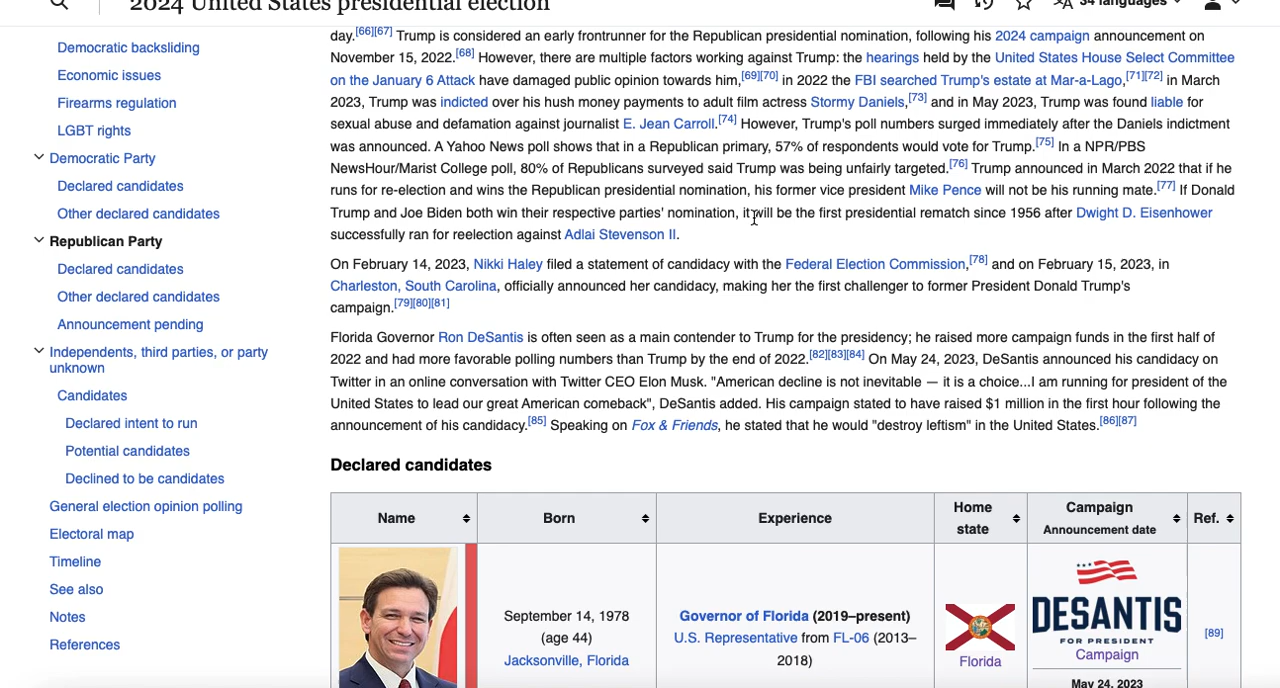 2024 United States presidential election
34 languages
Democratic backsliding
Economic issues
Firearms regulation
LGBT rights
Democratic Party
Declared candidates
Other declared candidates
Republican Party
Declared candidates
Other declared candidates
Announcement pending
Independents, third parties, or party
unknown
Candidates
Declared intent to run
Potential candidates
Declined to be candidates
General election opinion polling
Electoral map
Timeline
See also
Notes
References
day.[66][67] Trump is considered an early frontrunner for the Republican presidential nomination, following his 2024 campaign announcement on
November 15, 2022.[68] However, there are multiple factors working against Trump: the hearings held by the United States House Select Committee
on the January 6 Attack have damaged public opinion towards him,[69][70] in 2022 the FBI searched Trump's estate at Mar-a-Lago,[71][72] in March
2023, Trump was indicted over his hush money payments to adult film actress Stormy Daniels,[73] and in May 2023, Trump was found liable for
sexual abuse and defamation against journalist E. Jean Carroll.[74] However, Trump's poll numbers surged immediately after the Daniels indictment
was announced. A Yahoo News poll shows that in a Republican primary, 57% of respondents would vote for Trump.[75] In a NPR/PBS
NewsHour/Marist College poll, 80% of Republicans surveyed said Trump was being unfairly targeted.[76] Trump announced in March 2022 that if he
runs for re-election and wins the Republican presidential nomination, his former vice president Mike Pence will not be his running mate.[77] If Donald
Trump and Joe Biden both win their respective parties' nomination, it will be the first presidential rematch since 1956 after Dwight D. Eisenhower
successfully ran for reelection against Adlai Stevenson II.
On February 14, 2023, Nikki Haley filed a statement of candidacy with the Federal Election Commission,[78] and on February 15, 2023, in
Charleston, South Carolina, officially announced her candidacy, making her the first challenger to former President Donald Trump's
campaign.[79][80][81]
Florida Governor Ron DeSantis is often seen as a main contender to Trump for the presidency; he raised more campaign funds in the first half of
2022 and had more favorable polling numbers than Trump by the end of 2022.[82][83][84] On May 24, 2023, DeSantis announced his candidacy on
Twitter in an online conversation with Twitter CEO Elon Musk. "American decline is not inevitable — it is a choice...I am running for president of the
United States to lead our great American comeback", DeSantis added. His campaign stated to have raised $1 million in the first hour following the
announcement of his candidacy.[85] Speaking on Fox & Friends, he stated that he would "destroy leftism" in the United States.[86][87]
Declared candidates
Name Born Experience Home state Campaign Announcement date Ref.
September 14, 1978
(age 44)
Jacksonville, Florida
Governor of Florida (2019–present)
U.S. Representative from FL-06 (2013–
2018)
Florida
DESANTIS
FOR PRESIDENT
Campaign
May 24, 2023
[89]